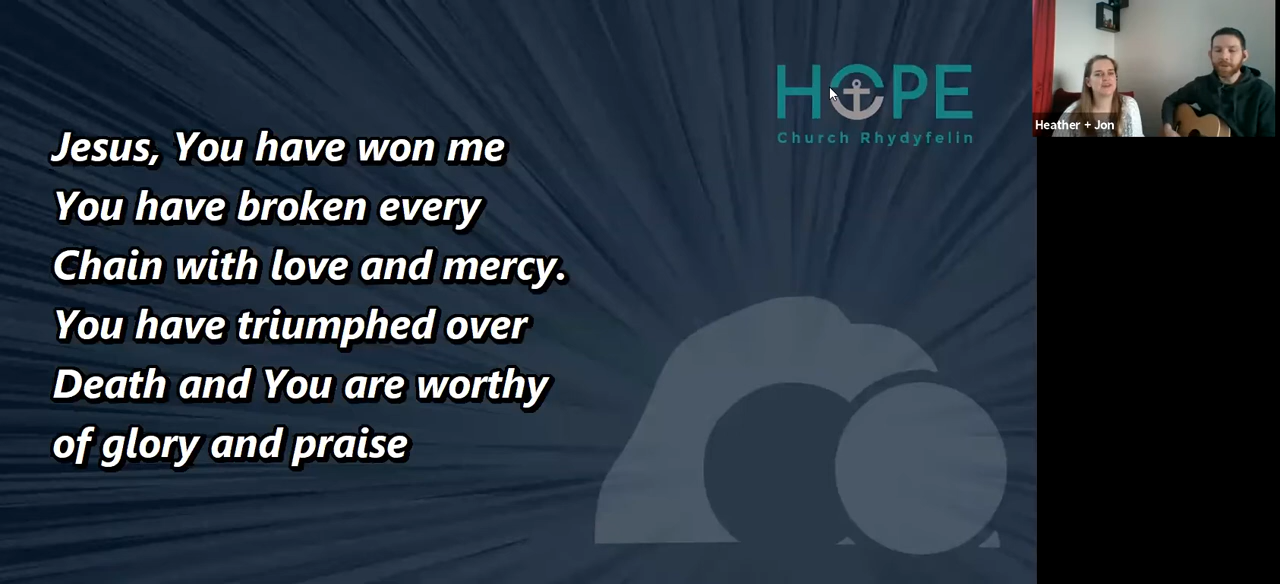 HOPE
Church Rhydyfelin
Heather + Jon
Jesus, You have won me
You have broken every
Chain with love and mercy.
You have triumphed over
Death and You are worthy
of glory and praise